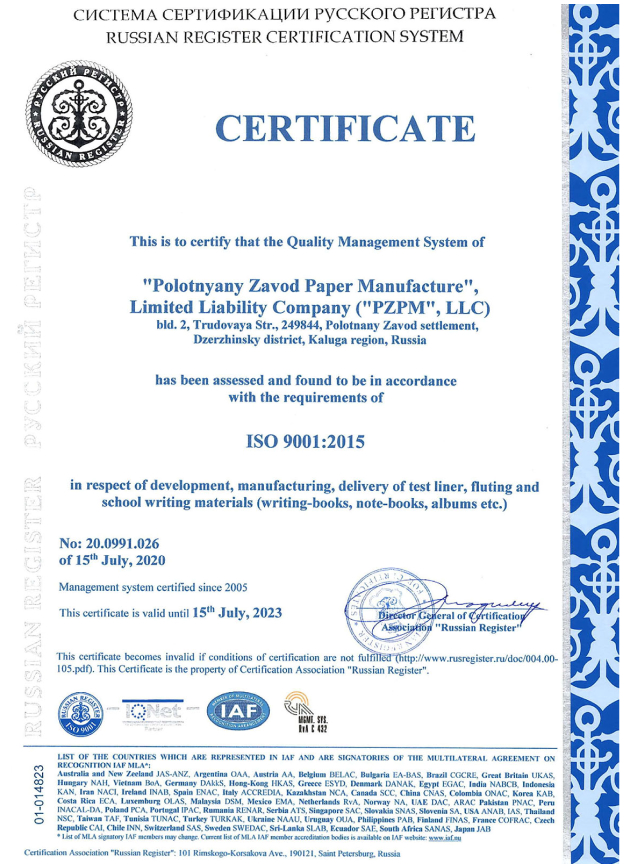 СИСТЕМА СЕРТИФИКАЦИИ РУССКОГО РЕГИСТРА
RUSSIAN REGISTER CERTIFICATION SYSTEM
РУССКИЙ РЕГИСТР
RUSSIAN REGISTER
CERTIFICATE
This is to certify that the Quality Management System of
"Polotnyany Zavod Paper Manufacture",
Limited Liability Company ("PZPM", LLC)
bld. 2, Trudovaya Str., 249844, Polotnany Zavod settlement,
Dzerzhinsky district, Kaluga region, Russia
has been assessed and found to be in accordance
with the requirements of
ISO 9001:2015
in respect of development, manufacturing, delivery of test liner, fluting and
school writing materials (writing-books, note-books, albums etc.)
No: 20.0991.026
of 15th July, 2020
Management system certified since 2005
This certificate is valid until 15th July, 2023
Director General of Certification
Association "Russian Register"
This certificate becomes invalid if conditions of certification are not fulfilled (http://www.rusregister.ru/doc/004.00-
105.pdf). This Certificate is the property of Certification Association "Russian Register".
RUSSIAN REGISTER
ISO 9001
IQNet
Partner
MEMBER OF MULTILATERAL
IAF
RECOGNITION ARRANGEMENT
MGMT. SYS.
RvA C 432
RUSSIAN REGISTER РУССКИЙ РЕГИСТР
01-014823
LIST OF THE COUNTRIES WHICH ARE REPRESENTED IN IAF AND ARE SIGNATORIES OF THE MULTILATERAL AGREEMENT ON
RECOGNITION IAF MLA*:
Australia and New Zeeland JAS-ANZ, Argentina OAA, Austria AA, Belgium BELAC, Bulgaria EA-BAS, Brazil CGCRE, Great Britain UKAS,
Hungary NAH, Vietnam BoA, Germany DAkkS, Hong-Kong HKAS, Greece ESYD, Denmark DANAK, Egypt EGAC, India NABCB, Indonesia
KAN, Iran NACI, Ireland INAB, Spain ENAC, Italy ACCREDIA, Kazakhstan NCA, Canada SCC, China CNAS, Colombia ONAC, Korea KAB,
Costa Rica ECA, Luxemburg OLAS, Malaysia DSM, Mexico EMA, Netherlands RvA, Norway NA, UAE DAC, ARAC Pakistan PNAC, Peru
INACAL-DA, Poland PCA, Portugal IPAC, Rumania RENAR, Serbia ATS, Singapore SAC, Slovakia SNAS, Slovenia SA, USA ANAB, IAS, Thailand
NSC, Taiwan TAF, Tunisia TUNAC, Turkey TURKAK, Ukraine NAAU, Uruguay OUA, Philippines PAB, Finland FINAS, France COFRAC, Czech
Republic CAI, Chile INN, Switzerland SAS, Sweden SWEDAC, Sri-Lanka SLAB, Ecuador SAE, South Africa SANAS, Japan JAB
* List of MLA signatory IAF members may change. Current list of MLA IAF member accreditation bodies is available on IAF website: www.iaf.nu
Certification Association "Russian Register": 101 Rimskogo-Korsakova Ave., 190121, Saint Petersburg, Russia